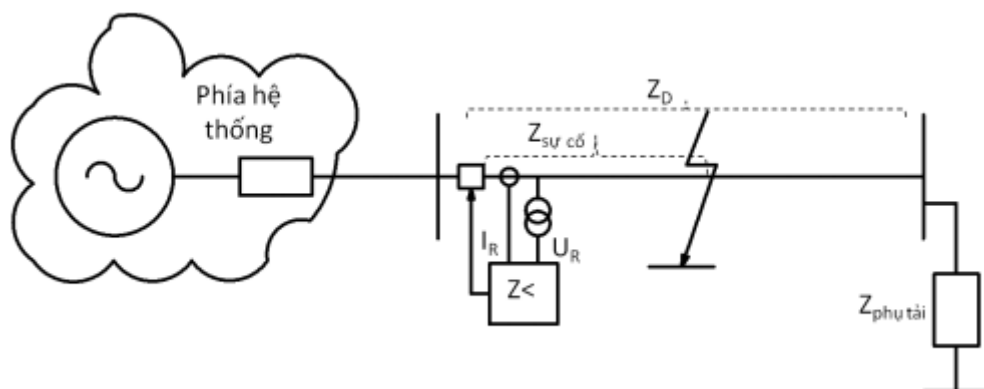 Phía hệ
thống
Z_D
Z_sự cố
I_R
U_R
Z<
Z_phụ tải